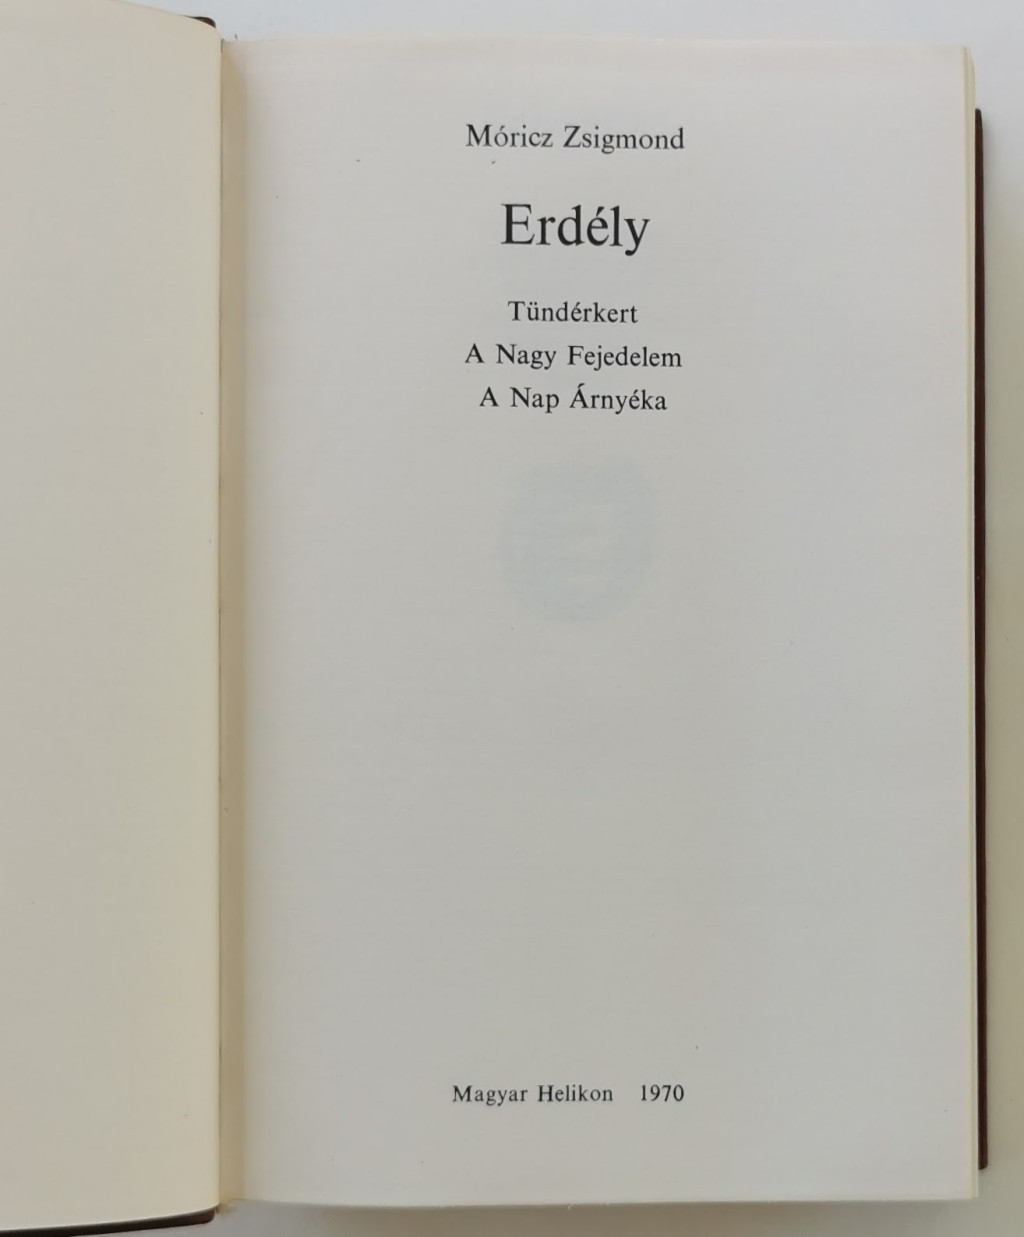 Móricz Zsigmond
Erdély
Tündérkert
A Nagy Fejedelem
A Nap Árnyéka
Magyar Helikon 1970